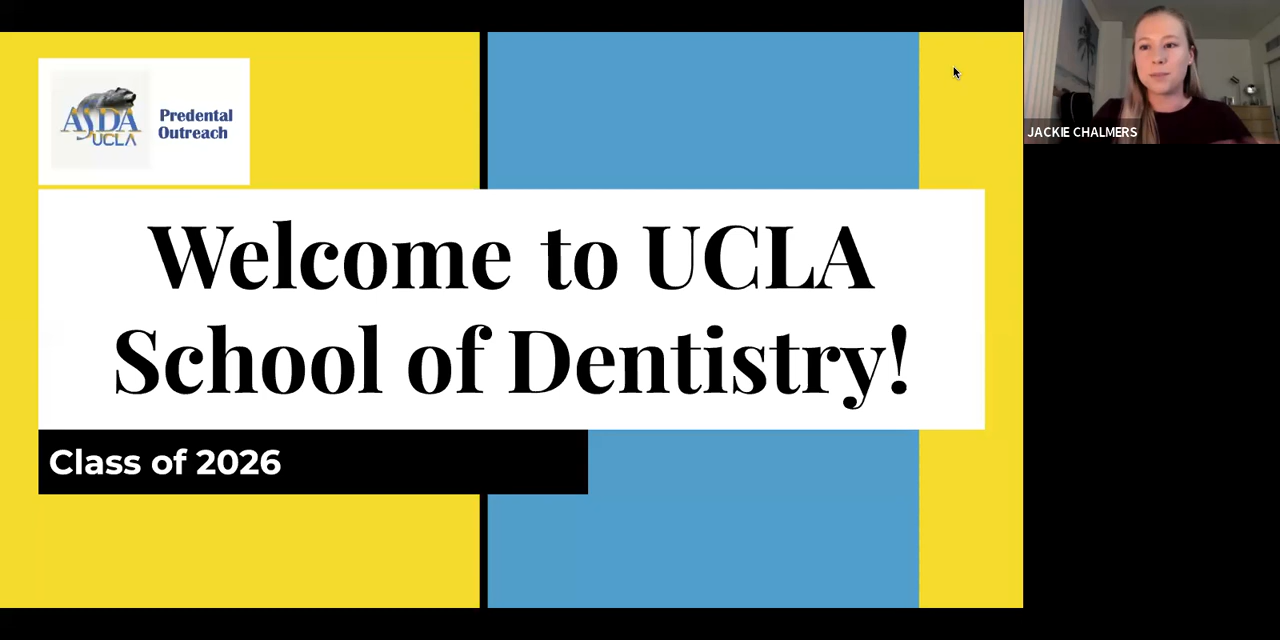 ASDA
UCLA
Predental
Outreach
Welcome to UCLA
School of Dentistry!
Class of 2026
JACKIE CHALMERS